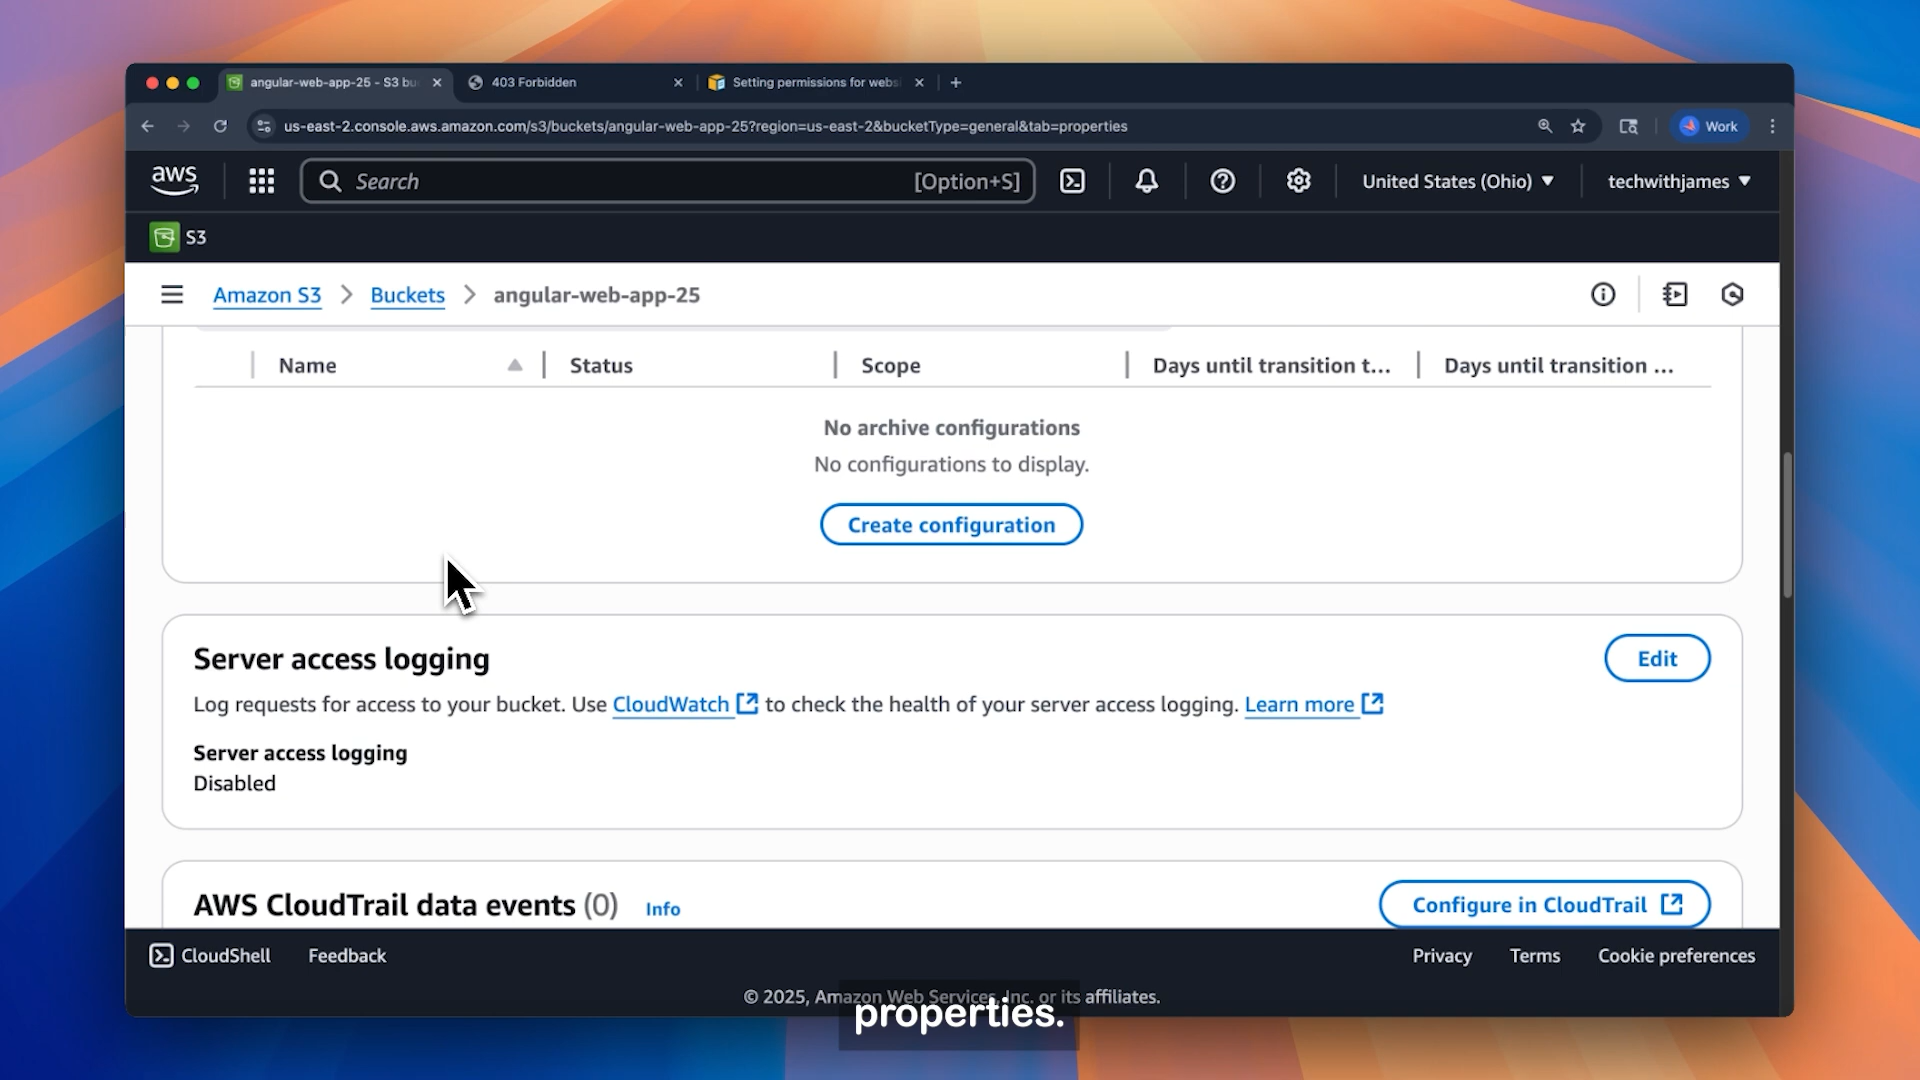 angular-web-app-25 - S3 bu
403 Forbidden
Setting permissions for webs
us-east-2.console.aws.amazon.com/s3/buckets/angular-web-app-25?region=us-east-2&bucketType=general&tab=properties
Work
aws
Search
[Option+S]
United States (Ohio)
techwithjames
S3
Amazon S3
Buckets
angular-web-app-25
Name
Status
Scope
Days until transition t...
Days until transition ...
No archive configurations
No configurations to display.
Create configuration
Server access logging
Edit
Log requests for access to your bucket. Use CloudWatch to check the health of your server access logging. Learn more
Server access logging
Disabled
AWS CloudTrail data events (0)
Info
Configure in CloudTrail
CloudShell
Feedback
Privacy
Terms
Cookie preferences
© 2025, Amazon Web Services, Inc. or its affiliates.
properties.